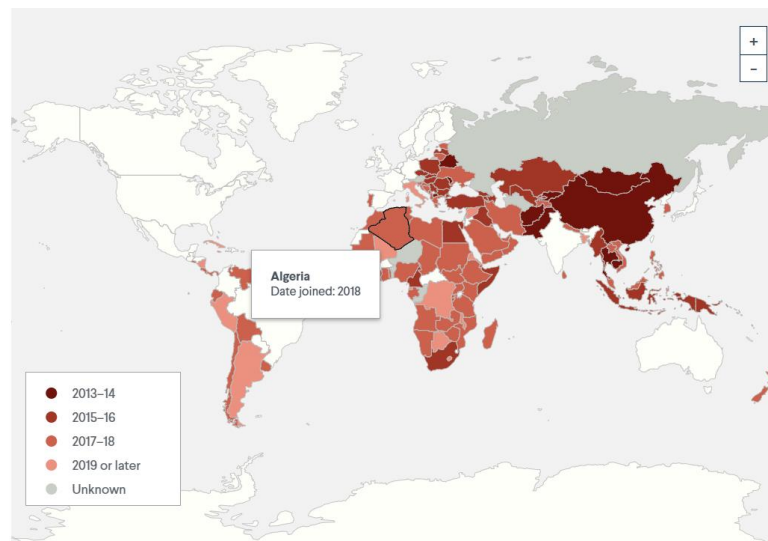 +
-
Algeria
Date joined: 2018
2013–14
2015–16
2017–18
2019 or later
Unknown